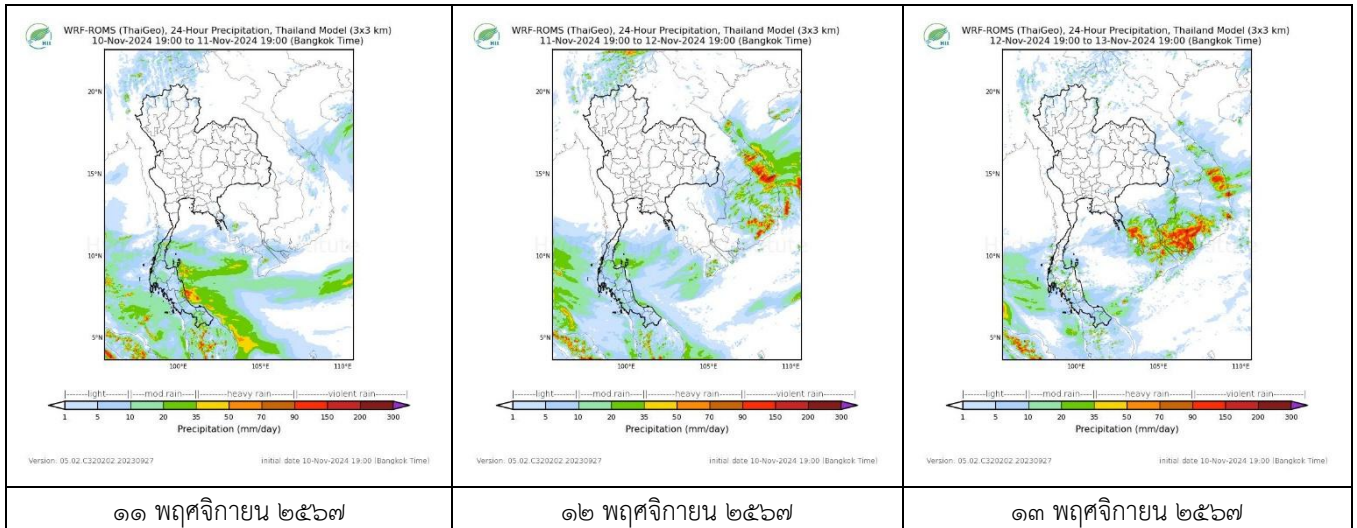 WRF-ROMS (ThaiGeo), 24-Hour Precipitation, Thailand Model (3x3 km)
10-Nov-2024 19:00 to 11-Nov-2024 19:00 (Bangkok Time)
20°N
15°N
10°N
5°N
100°E 105°E 110°E
light mod.rain heavy rain violent rain
1 5 10 20 35 50 70 90 150 200 300
Precipitation (mm/day)
Version: 05.02.C320202.20230927 initial date 10-Nov-2024 19:00 (Bangkok Time)
๑๑ พฤศจิกายน ๒๕๖๗
WRF-ROMS (ThaiGeo), 24-Hour Precipitation, Thailand Model (3x3 km)
11-Nov-2024 19:00 to 12-Nov-2024 19:00 (Bangkok Time)
20°N
15°N
10°N
5°N
100°E 105°E 110°E
light mod.rain heavy rain violent rain
1 5 10 20 35 50 70 90 150 200 300
Precipitation (mm/day)
Version: 05.02.C320202.20230927 initial date 10-Nov-2024 19:00 (Bangkok Time)
๑๒ พฤศจิกายน ๒๕๖๗
WRF-ROMS (ThaiGeo), 24-Hour Precipitation, Thailand Model (3x3 km)
12-Nov-2024 19:00 to 13-Nov-2024 19:00 (Bangkok Time)
20°N
15°N
10°N
5°N
100°E 105°E 110°E
light mod.rain heavy rain violent rain
1 5 10 20 35 50 70 90 150 200 300
Precipitation (mm/day)
Version: 05.02.C320202.20230927 initial date 10-Nov-2024 19:00 (Bangkok Time)
๑๓ พฤศจิกายน ๒๕๖๗